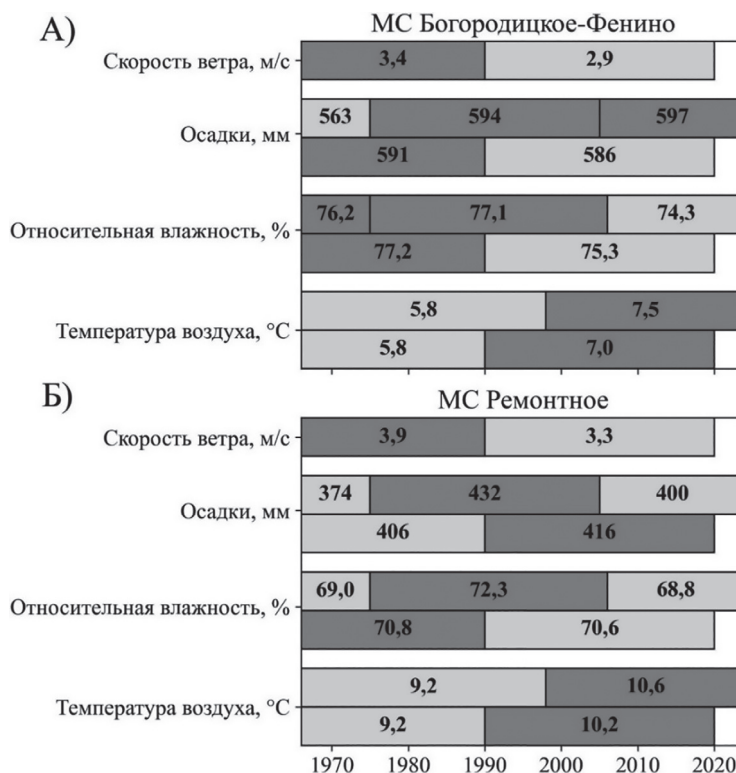 А)
МС Богородицкое-Фенино
Скорость ветра, м/с
3,4 2,9
Осадки, мм
563 594 597
591 586
Относительная влажность, %
76,2 77,1 74,3
77,2 75,3
Температура воздуха, °С
5,8 7,5
5,8 7,0
Б)
МС Ремонтное
Скорость ветра, м/с
3,9 3,3
Осадки, мм
374 432 400
406 416
Относительная влажность, %
69,0 72,3 68,8
70,8 70,6
Температура воздуха, °С
9,2 10,6
9,2 10,2
1970 1980 1990 2000 2010 2020